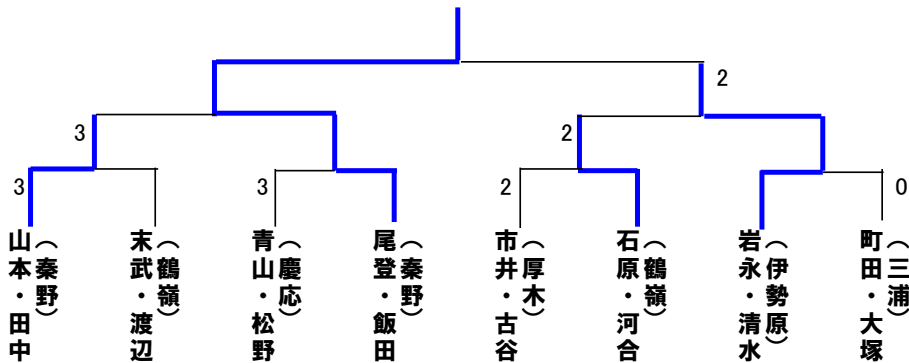 2
3
2
3
3
2
0
山本・田中
(秦野)
末武・渡辺
(鶴嶺)
青山・松野
(慶応)
尾登・飯田
(秦野)
市井・古谷
(厚木)
石原・河合
(鶴嶺)
岩永・清水
(伊勢原)
町田・大塚
(三浦)